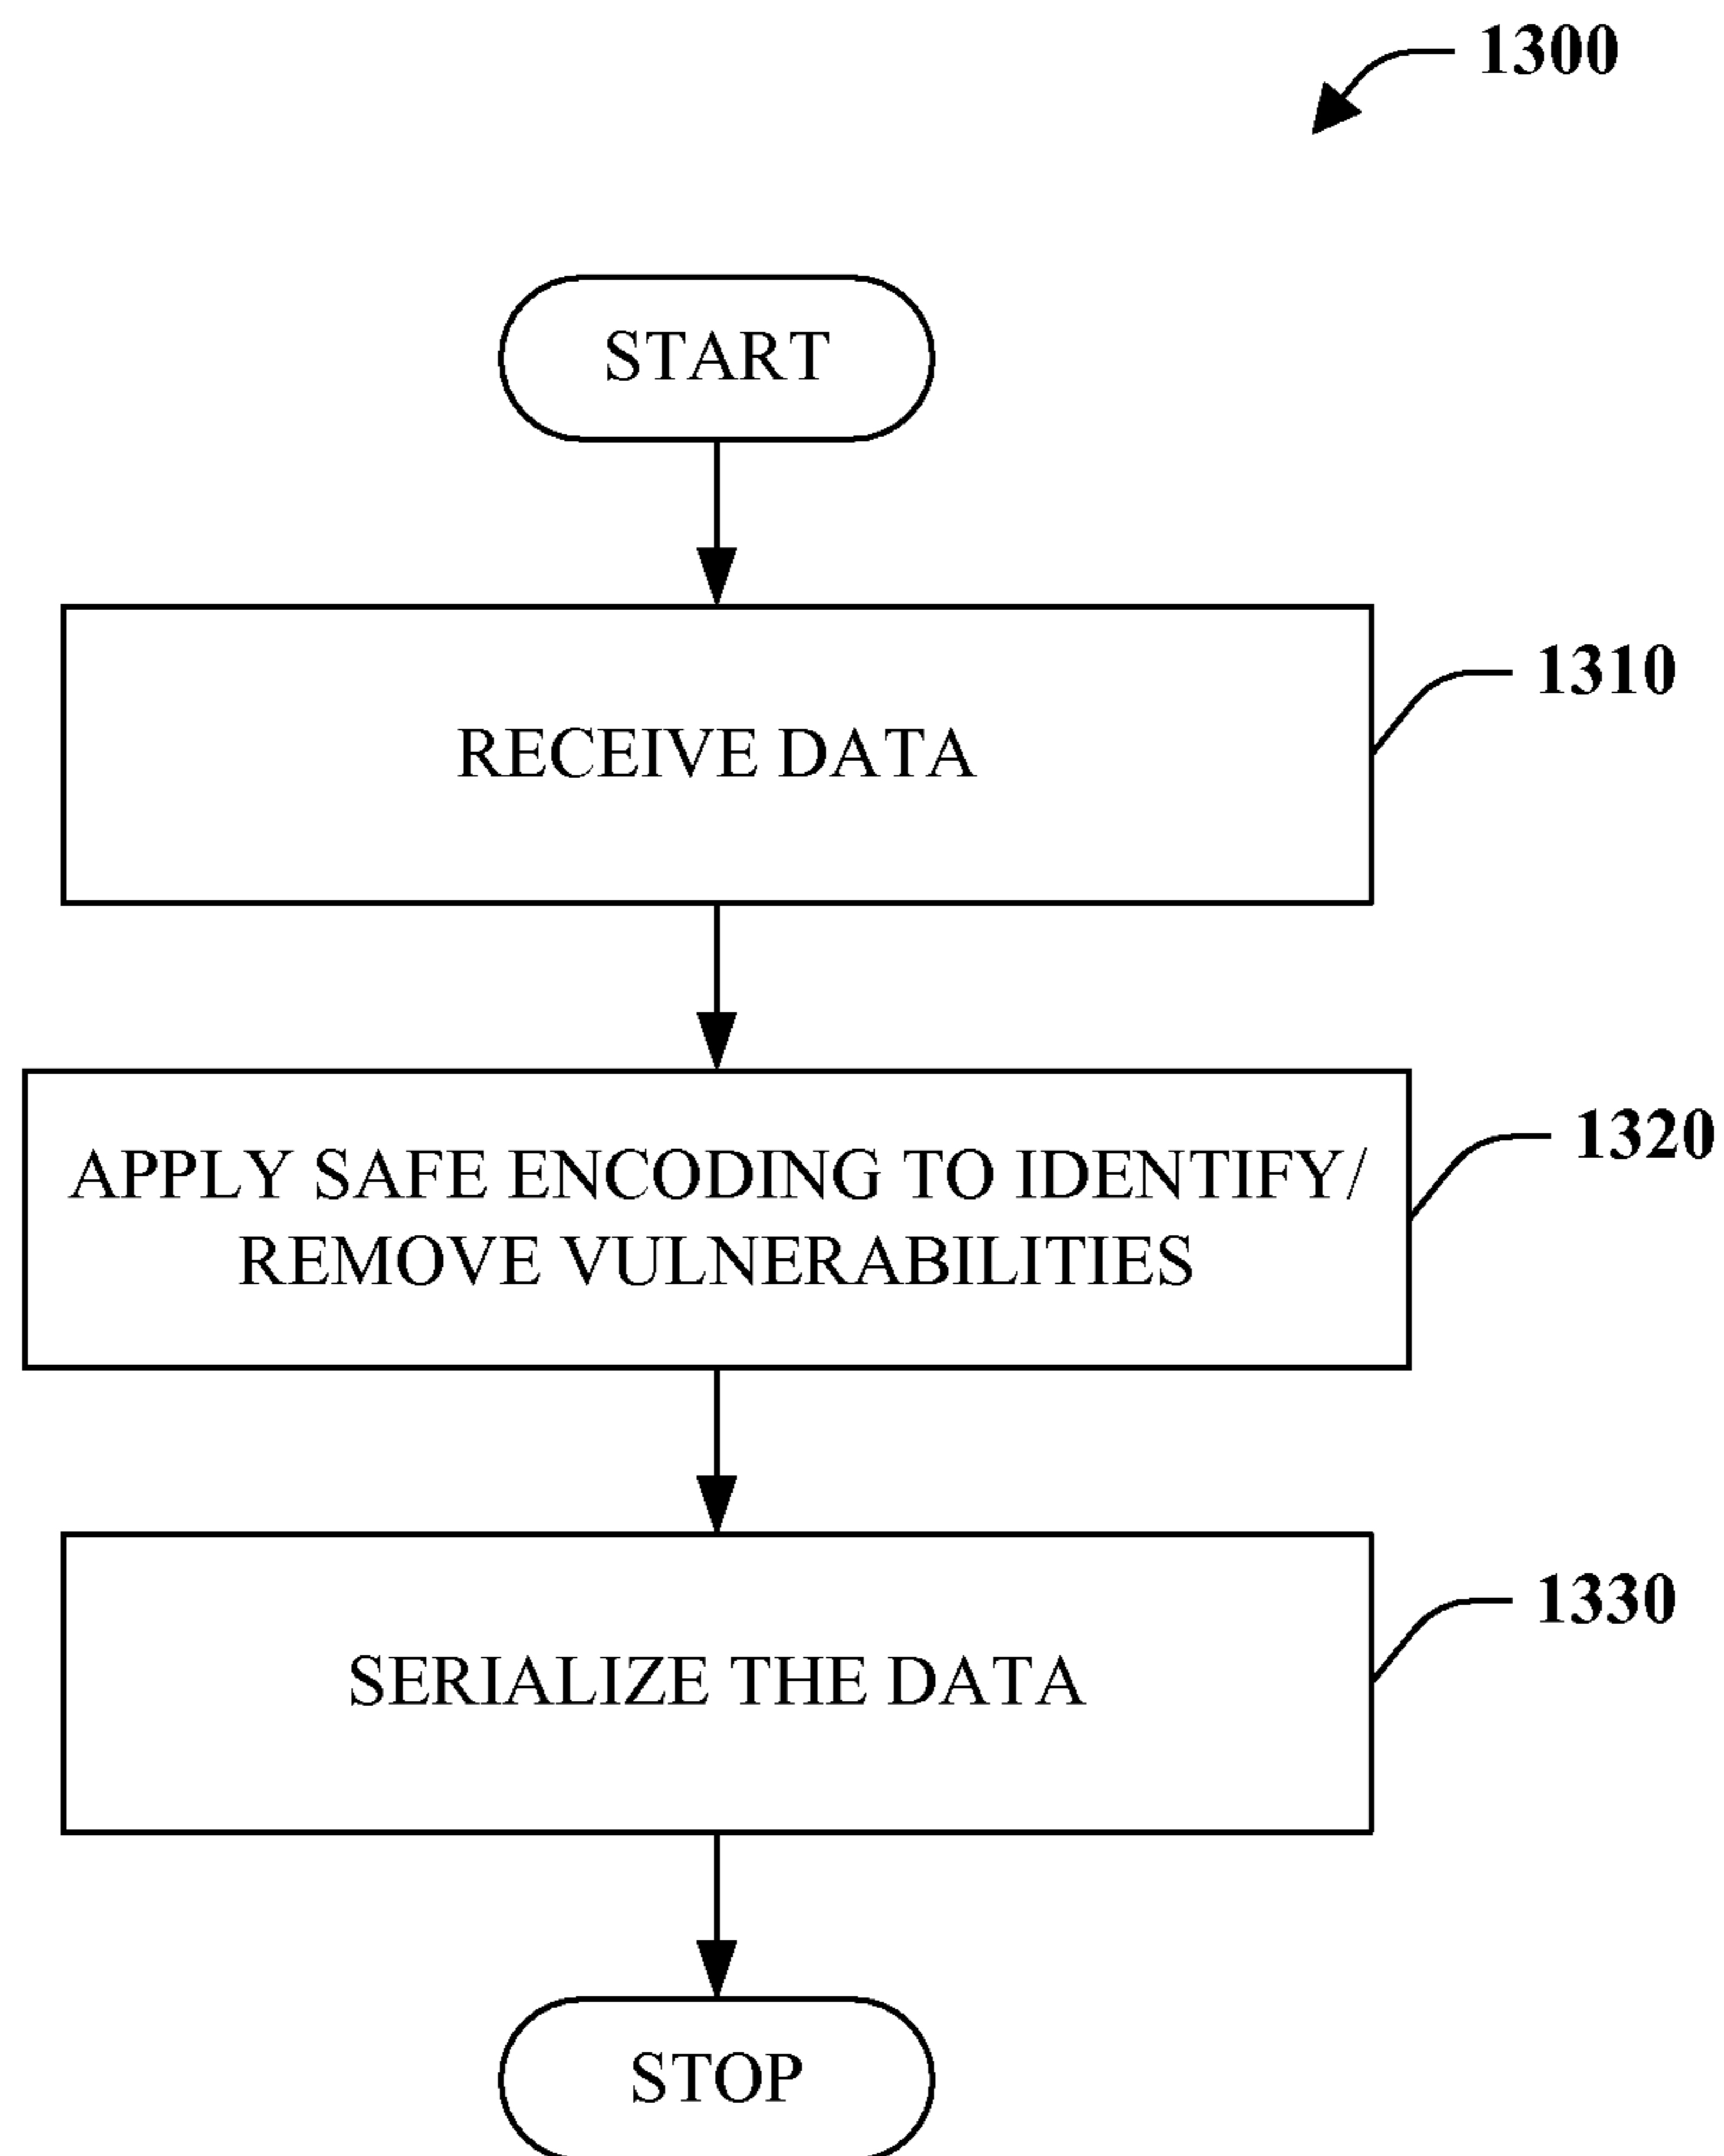 1300
START
1310
RECEIVE DATA
1320
APPLY SAFE ENCODING TO IDENTIFY/
REMOVE VULNERABILITIES
1330
SERIALIZE THE DATA
STOP